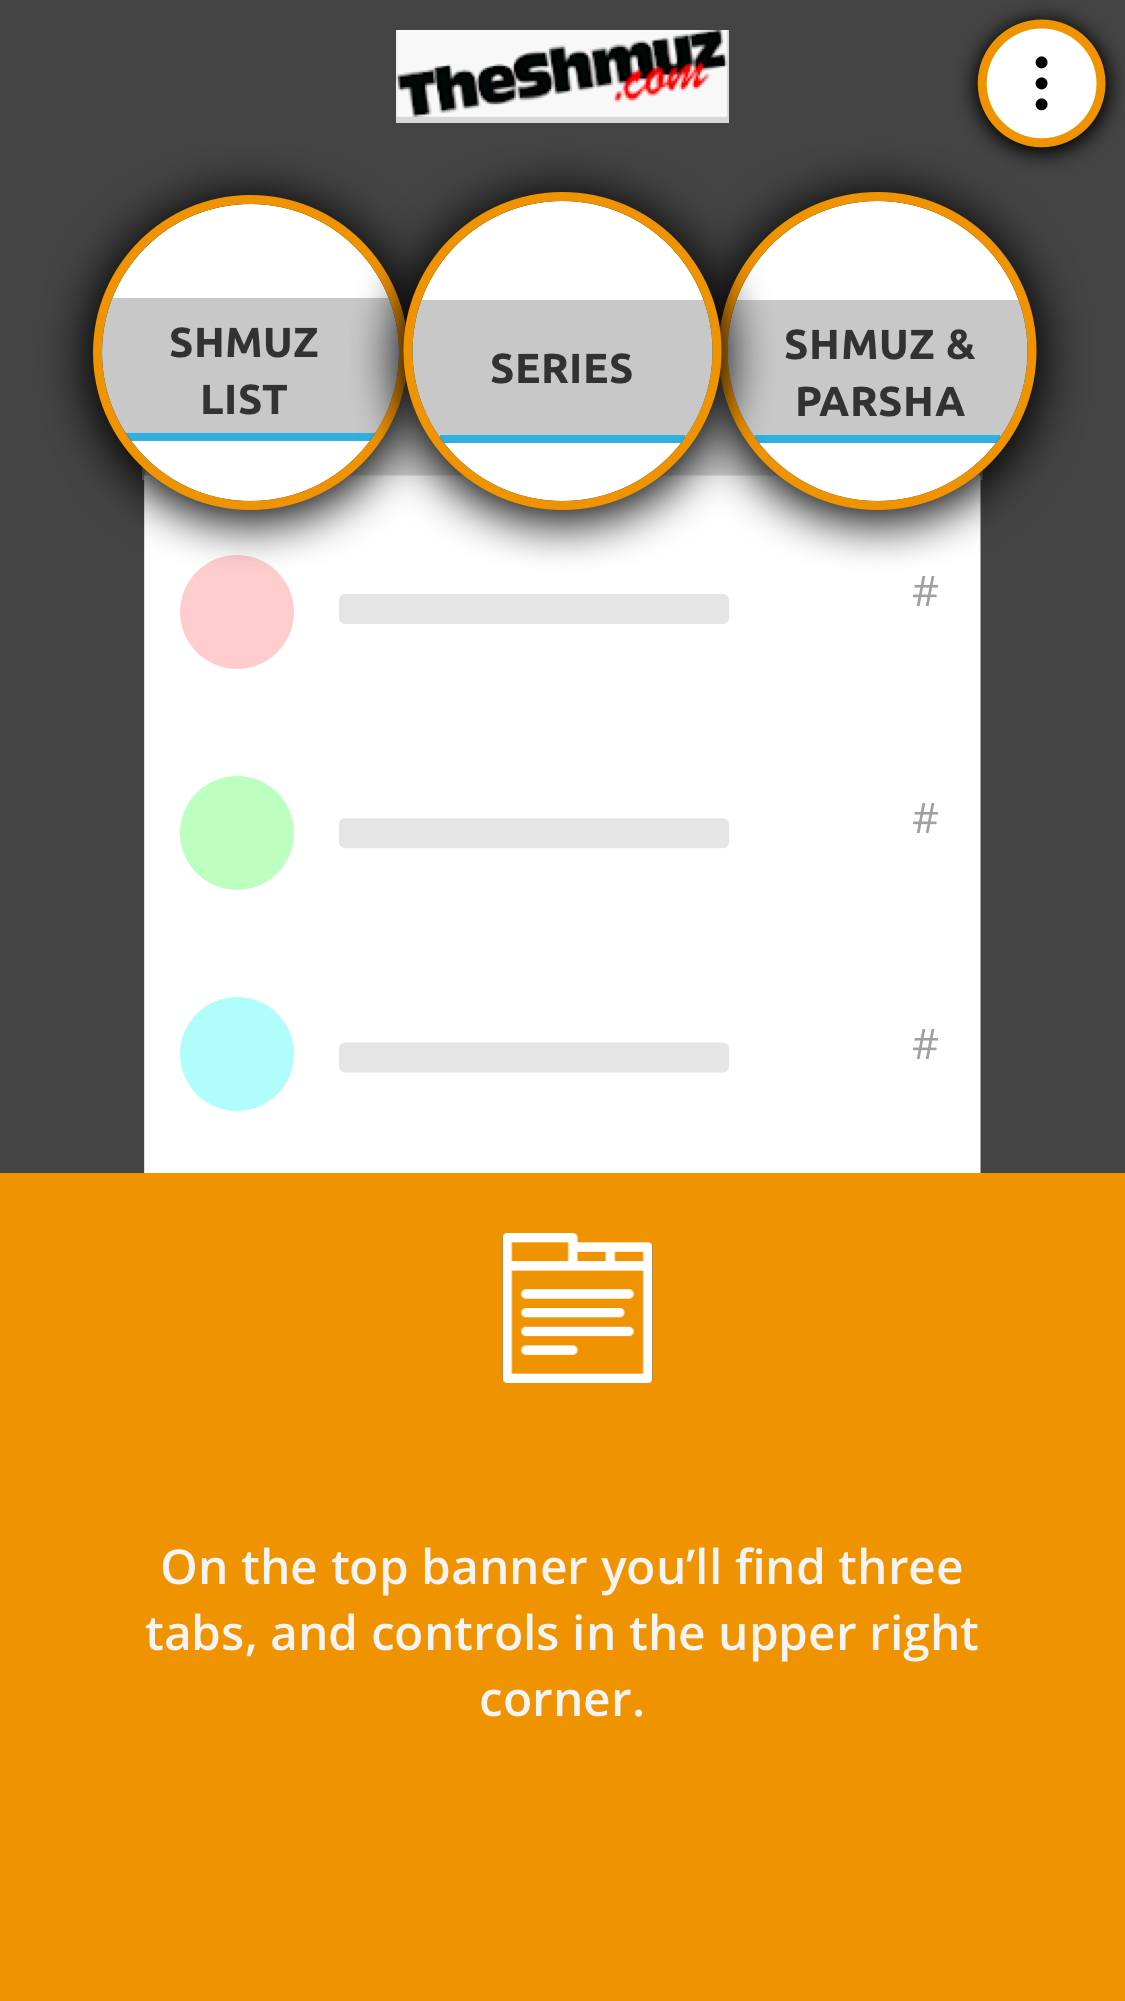 TheShmuz
.com
SHMUZ
LIST
SERIES
SHMUZ &
PARSHA
#
#
#
On the top banner you’ll find three
tabs, and controls in the upper right
corner.